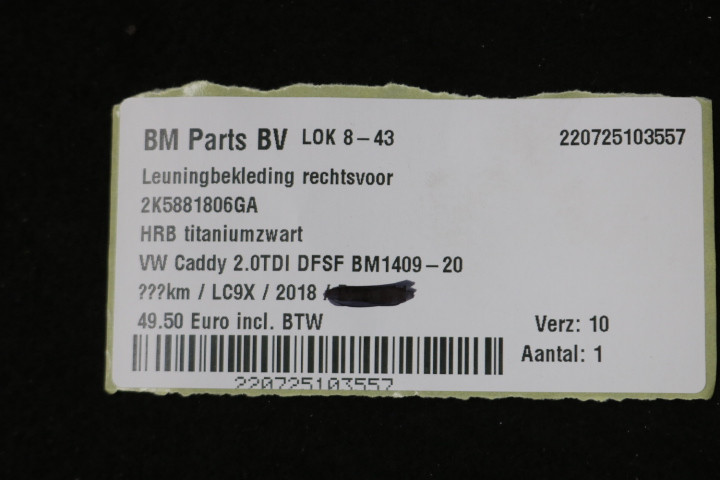 BM Parts BV LOK 8-43 220725103557
Leuningbekleding rechtsvoor
2K5881806GA
HRB titaniumzwart
VW Caddy 2.0TDI DFSF BM1409-20
???km / LC9X / 2018 /
49.50 Euro incl. BTW Verz: 10
Aantal: 1
220725103557